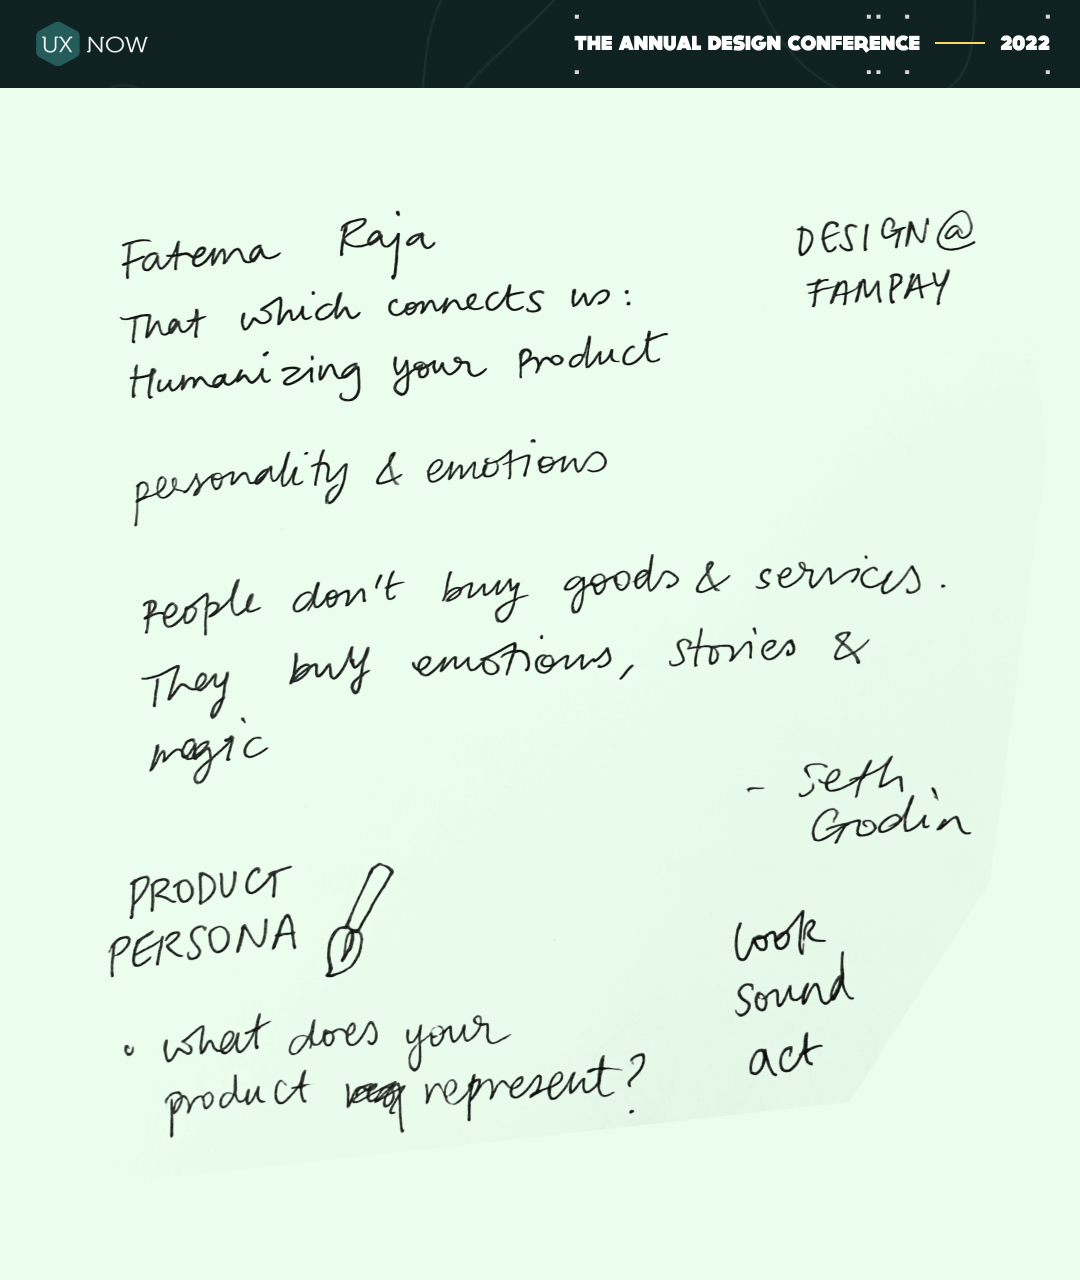 UX NOW
THE ANNUAL DESIGN CONFERENCE 2022
Fatema Raja
DESIGN @
FAMPAY
That which connects us:
Humanizing your Product
personality & emotions
People don't buy goods & services.
They buy emotions, stories &
magic
- Seth
Godin
PRODUCT
PERSONA
look
sound
act
• what does your
product represent?